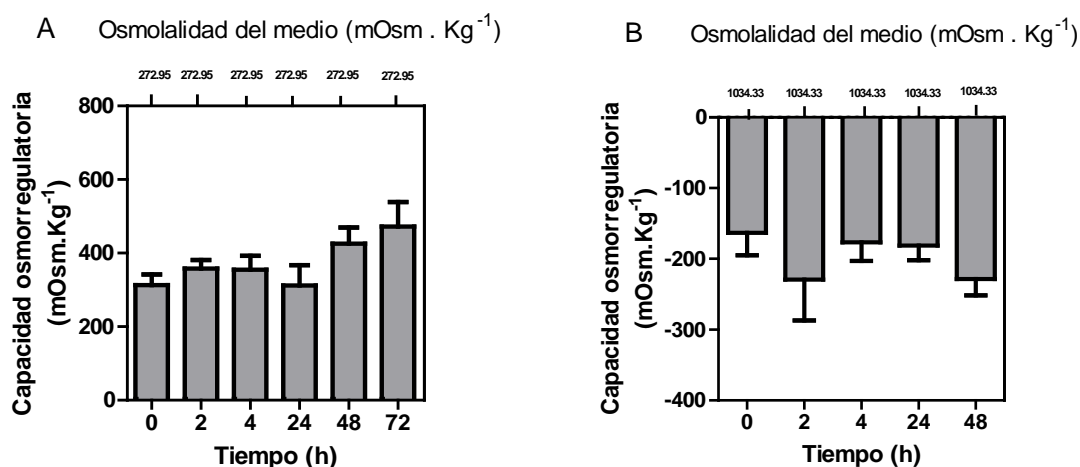 A Osmolalidad del medio (mOsm . Kg-1)
272.95 272.95 272.95 272.95 272.95 272.95
Capacidad osmorregulatoria
(mOsm.Kg-1)
800
600
400
200
0
0 2 4 24 48 72
Tiempo (h)
B Osmolalidad del medio (mOsm . Kg-1)
1034.33 1034.33 1034.33 1034.33 1034.33
Capacidad osmorregulatoria
(mOsm.Kg-1)
-0
-100
-200
-300
-400
0 2 4 24 48
Tiempo (h)